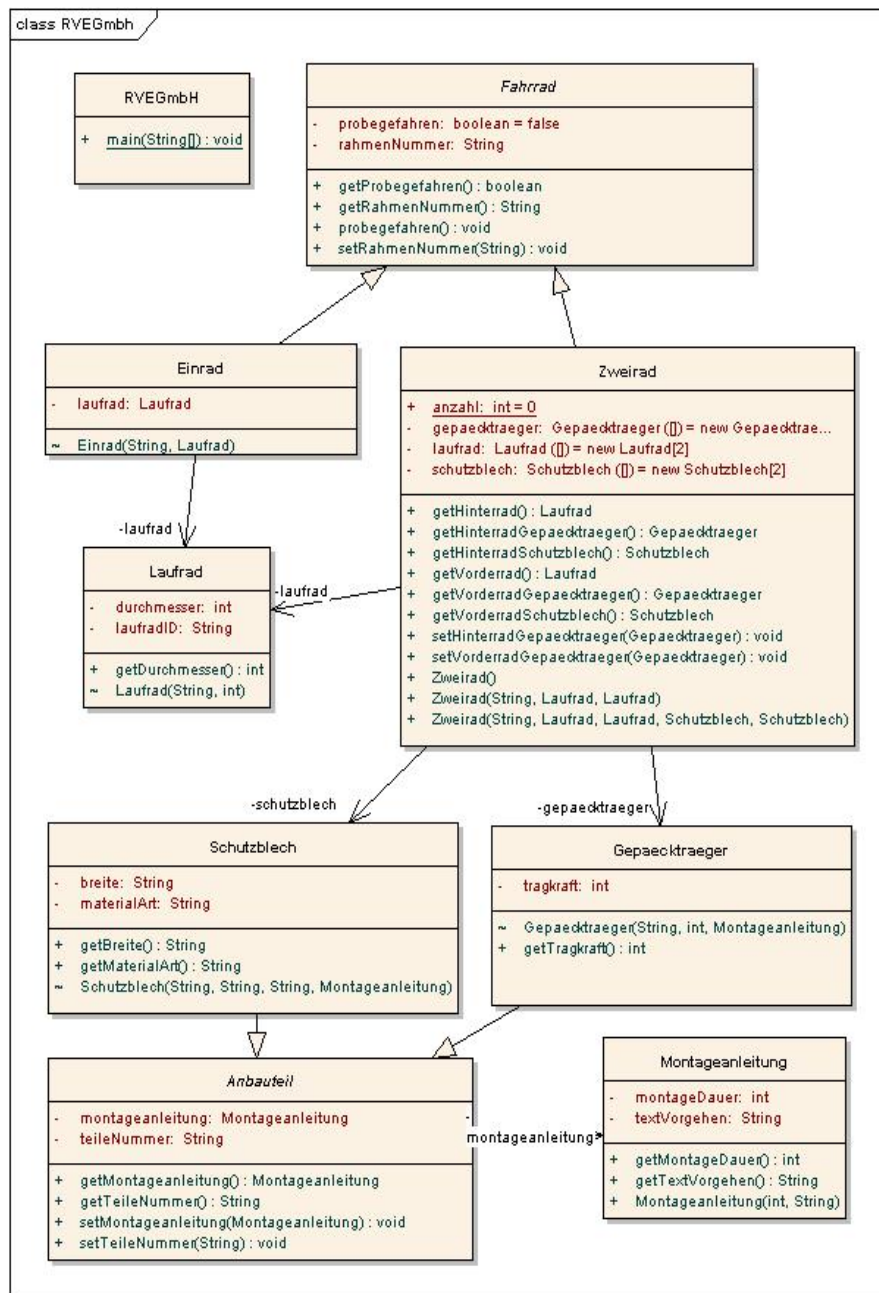 class RVEGmbh
RVEGmbH
+ main(String[]) : void
Fahrrad
- probegefahren: boolean = false
- rahmenNummer: String
+ getProbegefahren() : boolean
+ getRahmenNummer() : String
+ probegefahren() : void
+ setRahmenNummer(String) : void
Einrad
- laufrad: Laufrad
~ Einrad(String, Laufrad)
Zweirad
+ anzahl: int = 0
- gepaecktraeger: Gepaecktraeger ([]) = new Gepaecktrae...
- laufrad: Laufrad ([]) = new Laufrad[2]
- schutzblech: Schutzblech ([]) = new Schutzblech[2]
+ getHinterrad() : Laufrad
+ getHinterradGepaecktraeger() : Gepaecktraeger
+ getHinterradSchutzblech() : Schutzblech
+ getVorderrad() : Laufrad
+ getVorderradGepaecktraeger() : Gepaecktraeger
+ getVorderradSchutzblech() : Schutzblech
+ setHinterradGepaecktraeger(Gepaecktraeger) : void
+ setVorderradGepaecktraeger(Gepaecktraeger) : void
+ Zweirad()
+ Zweirad(String, Laufrad, Laufrad)
+ Zweirad(String, Laufrad, Laufrad, Schutzblech, Schutzblech)
-laufrad
-laufrad
Laufrad
- durchmesser: int
- laufradID: String
+ getDurchmesser() : int
~ Laufrad(String, int)
-schutzblech
-gepaecktraeger
Schutzblech
- breite: String
- materialArt: String
+ getBreite() : String
+ getMaterialArt() : String
~ Schutzblech(String, String, String, Montageanleitung)
Gepaecktraeger
- tragkraft: int
~ Gepaecktraeger(String, int, Montageanleitung)
+ getTragkraft() : int
Anbauteil
- montageanleitung: Montageanleitung
- teileNummer: String
+ getMontageanleitung() : Montageanleitung
+ getTeileNummer() : String
+ setMontageanleitung(Montageanleitung) : void
+ setTeileNummer(String) : void
-
montageanleitung
Montageanleitung
- montageDauer: int
- textVorgehen: String
+ getMontageDauer() : int
+ getTextVorgehen() : String
+ Montageanleitung(int, String)